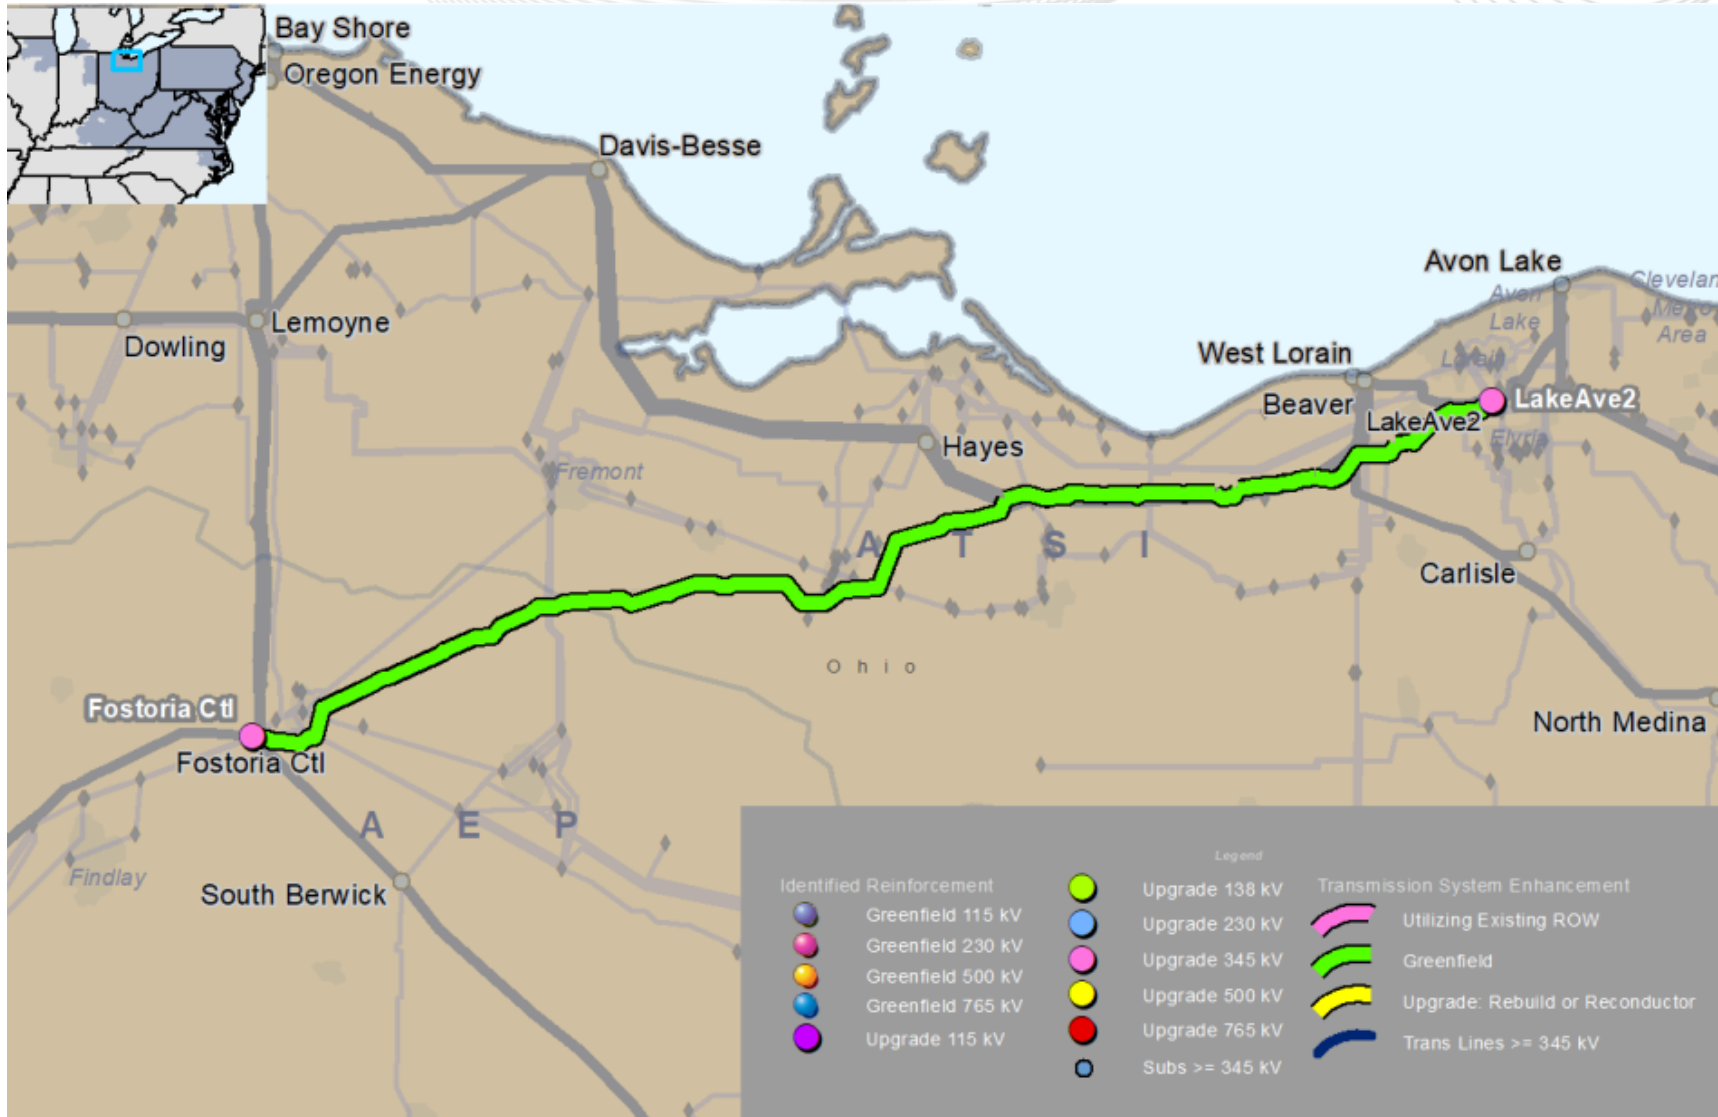 Bay Shore
Oregon Energy
Davis-Besse
Avon Lake
Avon
Lake
Lemoyne
Dowling
West Lorain
Lorain
Beaver
LakeAve2
LakeAve2
Elyria
Hayes
Fremont
A T S I
Carlisle
Ohio
Fostoria Ctl
Fostoria Ctl
North Medina
A E P
Findlay
South Berwick
Legend
Identified Reinforcement
Greenfield 115 kV
Greenfield 230 kV
Greenfield 500 kV
Greenfield 765 kV
Upgrade 115 kV
Upgrade 138 kV
Upgrade 230 kV
Upgrade 345 kV
Upgrade 500 kV
Upgrade 765 kV
Subs >= 345 kV
Transmission System Enhancement
Utilizing Existing ROW
Greenfield
Upgrade: Rebuild or Reconductor
Trans Lines >= 345 kV
Area